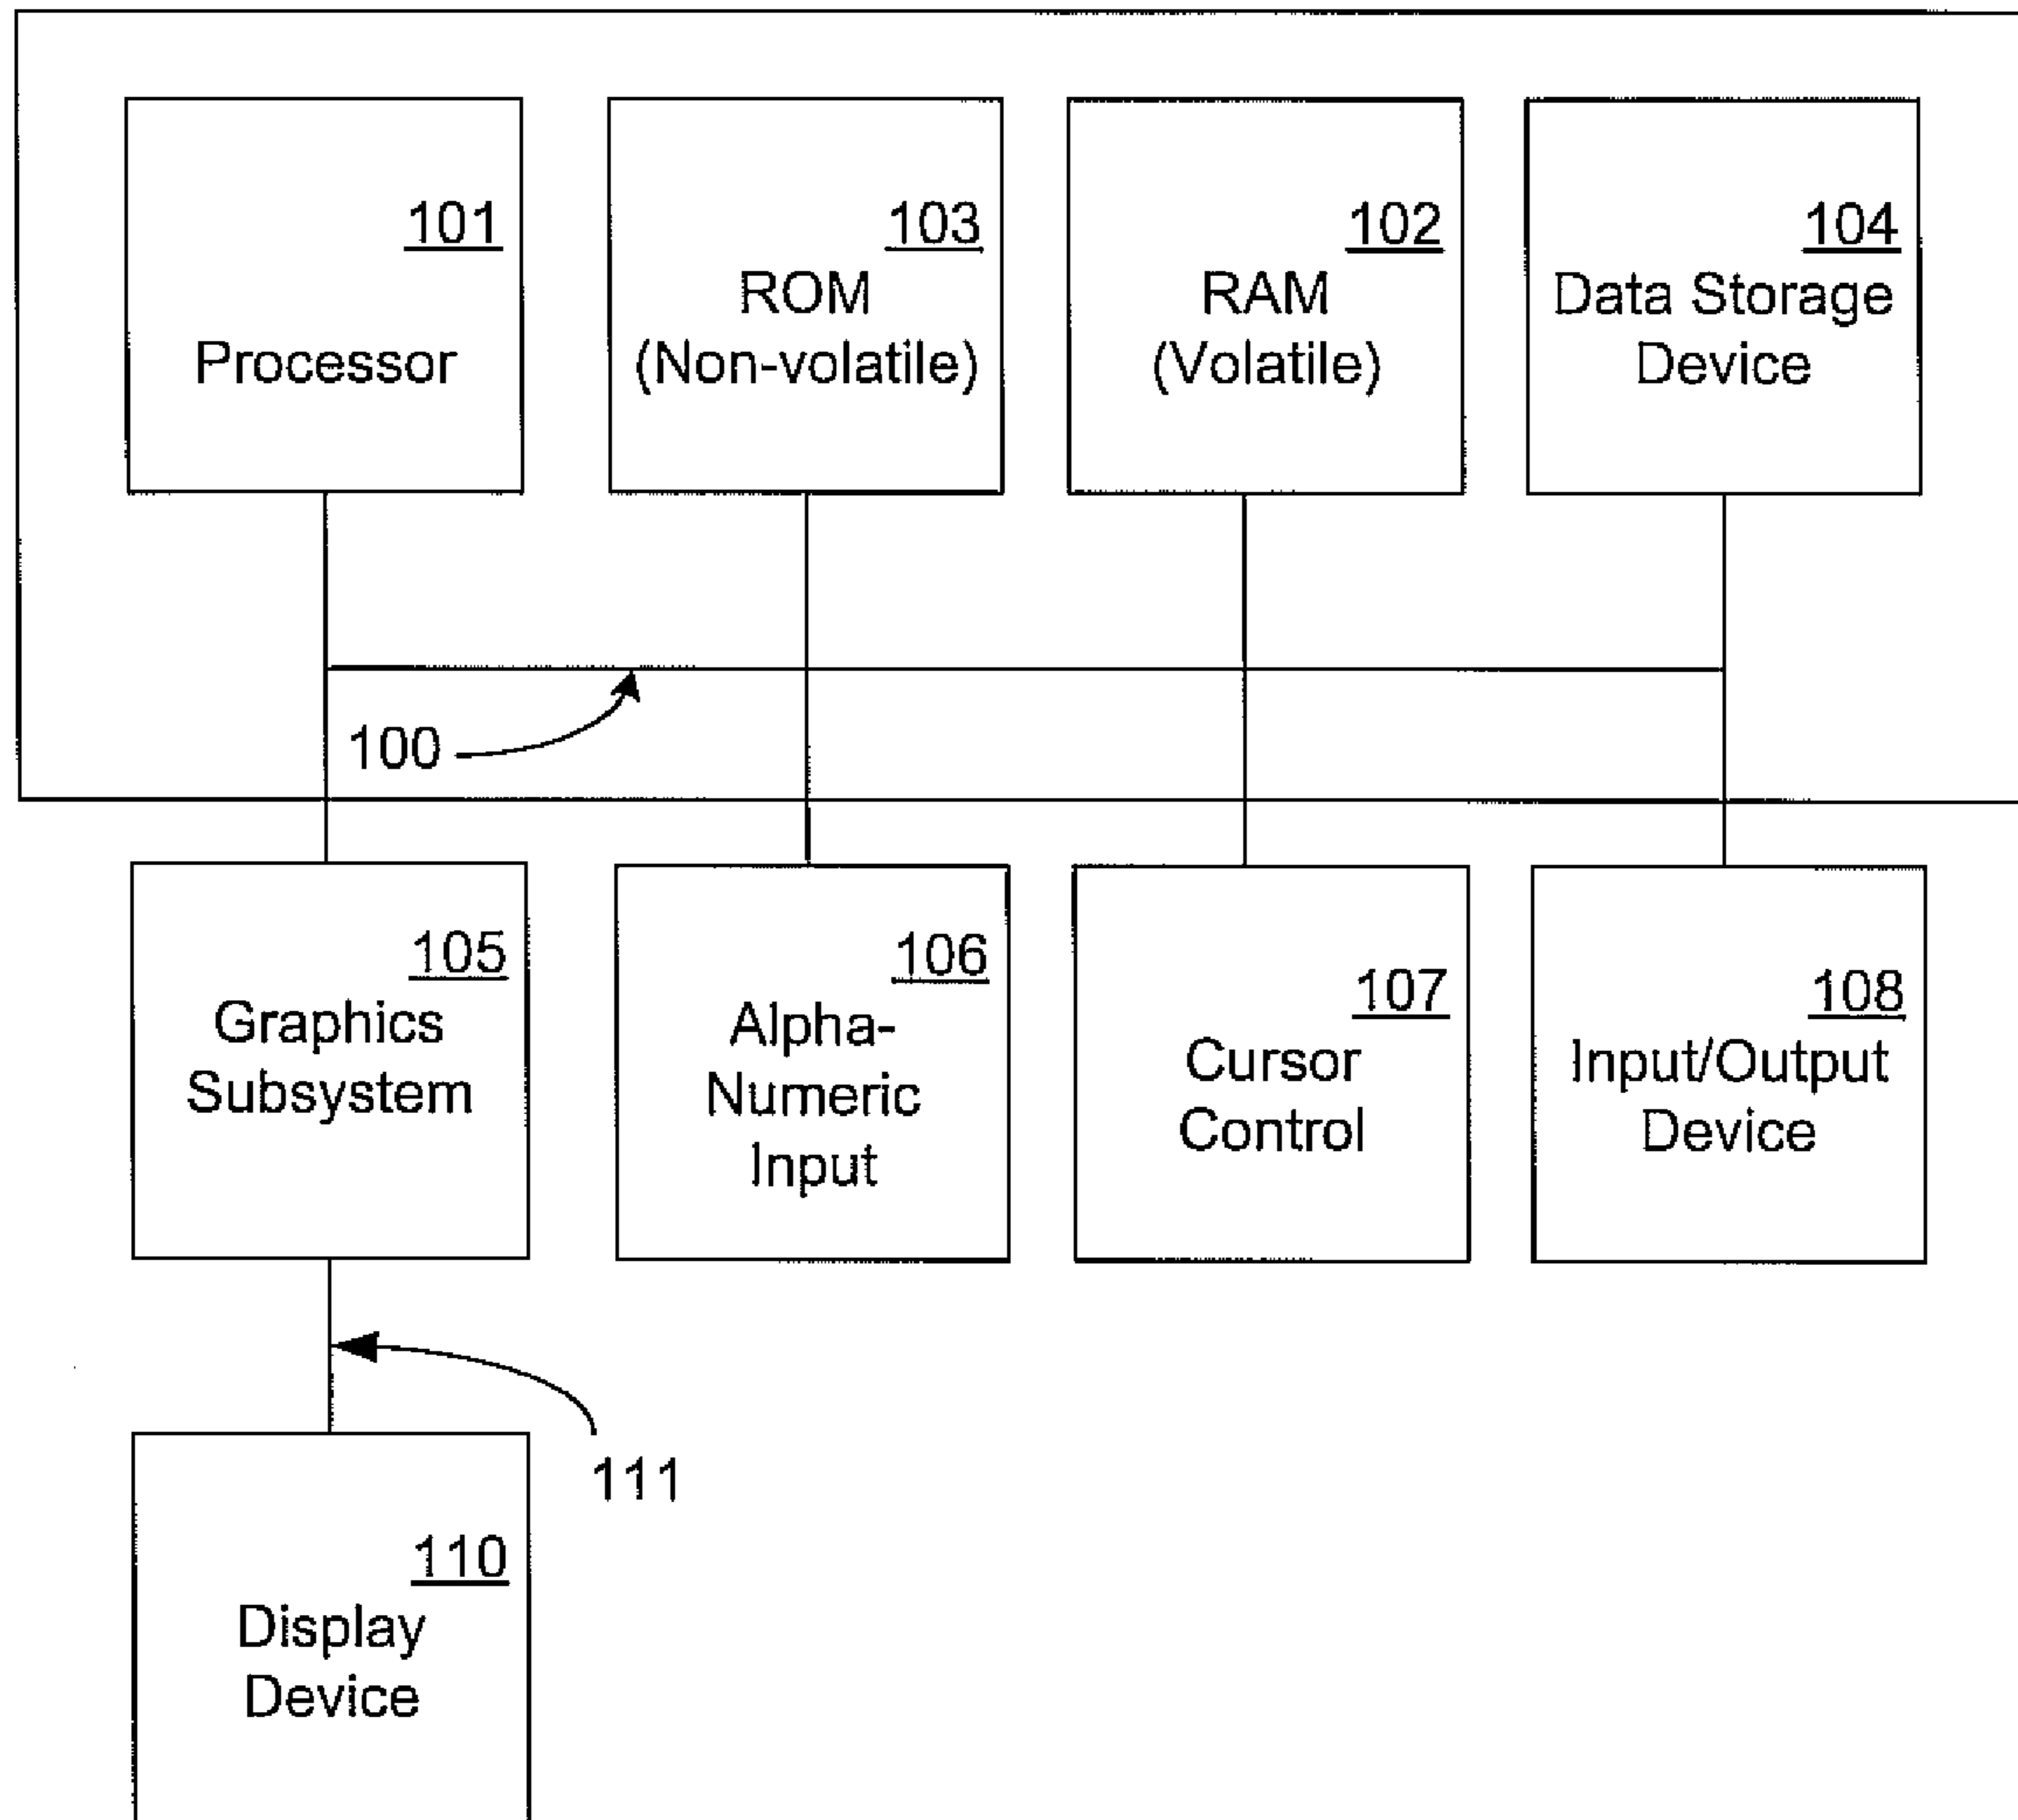 101
Processor
103
ROM
(Non-volatile)
102
RAM
(Volatile)
104
Data Storage
Device
100
105
Graphics
Subsystem
106
Alpha-
Numeric
Input
107
Cursor
Control
108
Input/Output
Device
111
110
Display
Device